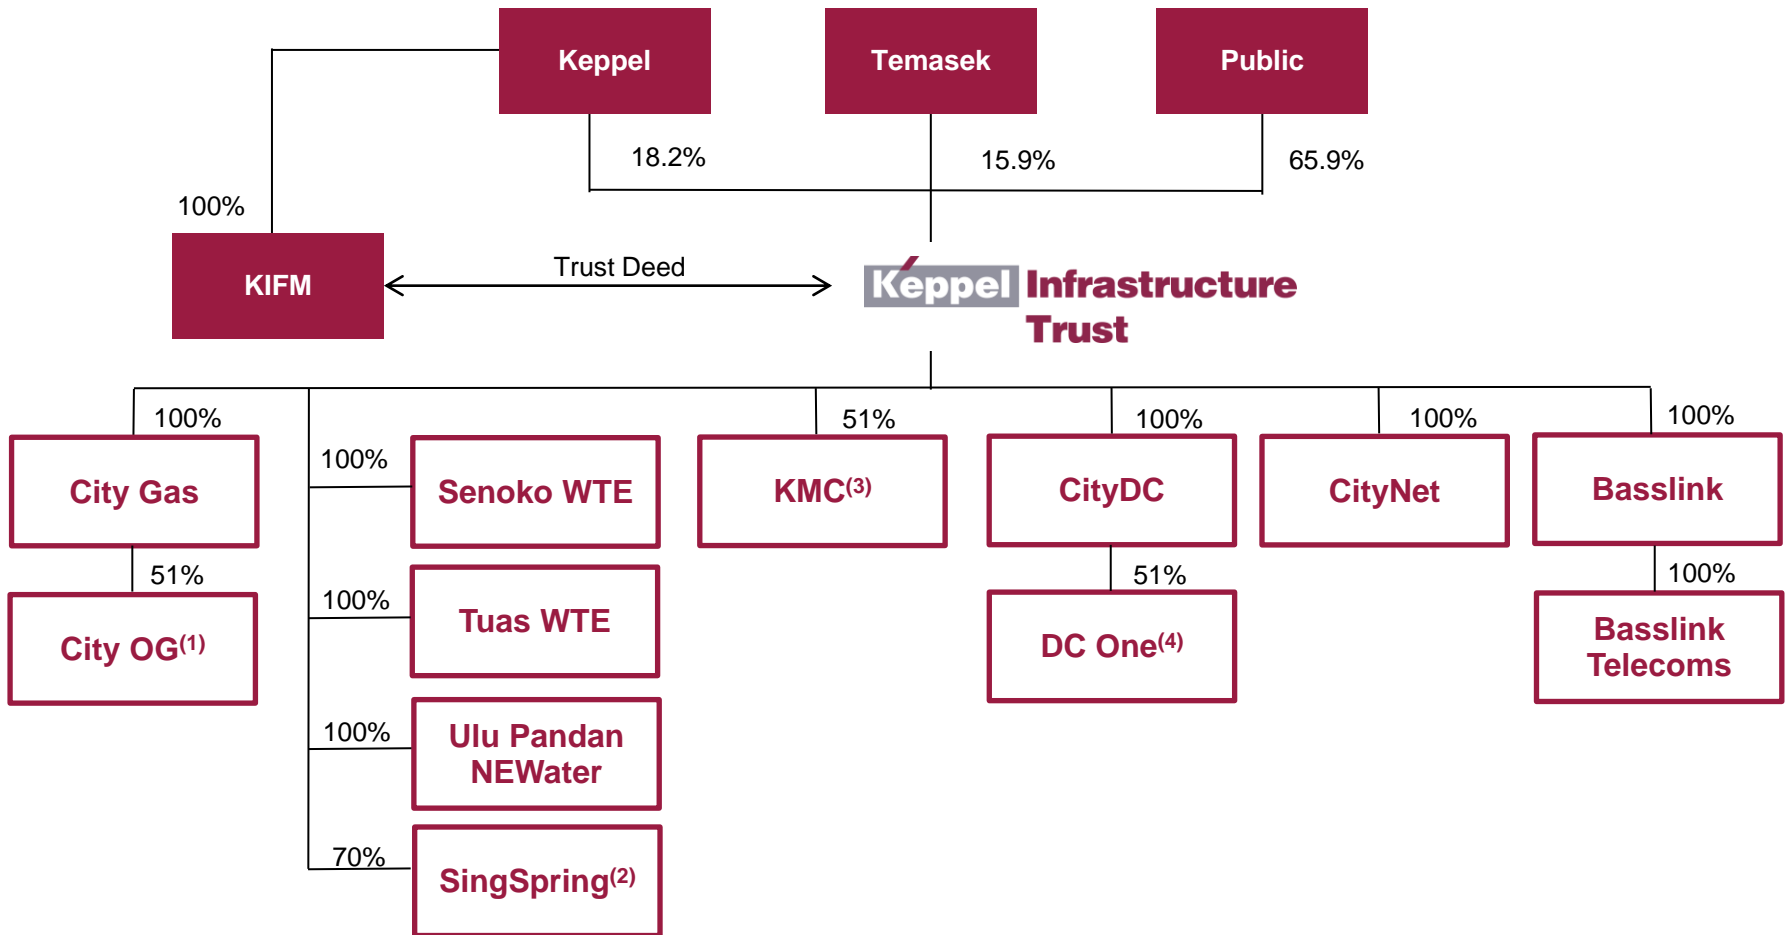 Keppel
Temasek
Public
18.2%
15.9%
65.9%
100%
KIFM
Trust Deed
Keppel Infrastructure
Trust
100%
51%
100%
100%
100%
City Gas
100%
Senoko WTE
KMC(3)
CityDC
CityNet
Basslink
51%
51%
100%
City OG(1)
100%
Tuas WTE
DC One(4)
Basslink
Telecoms
100%
Ulu Pandan
NEWater
70%
SingSpring(2)